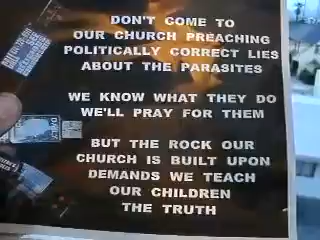 DON'T COME TO
OUR CHURCH PREACHING
POLITICALLY CORRECT LIES
ABOUT THE PARASITES
WE KNOW WHAT THEY DO
WE'LL PRAY FOR THEM
BUT THE ROCK OUR
CHURCH IS BUILT UPON
DEMANDS WE TEACH
OUR CHILDREN
THE TRUTH